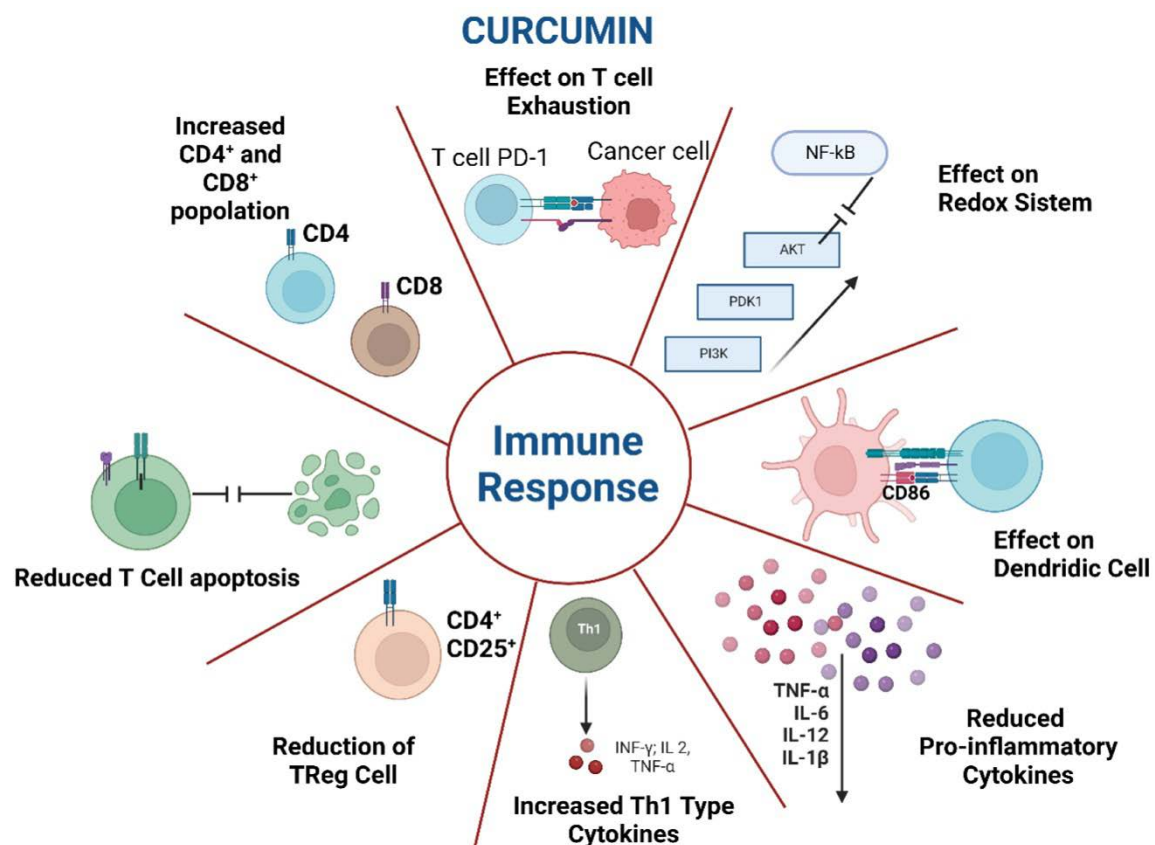 CURCUMIN
Effect on T cell
Exhaustion
T cell PD-1
Cancer cell
NF-kB
AKT
PDK1
PI3K
Effect on
Redox Sistem
CD86
Effect on
Dendridic Cell
TNF-α
IL-6
IL-12
IL-1β
Reduced
Pro-inflammatory
Cytokines
Th1
INF-γ; IL 2,
TNF-α
Increased Th1 Type
Cytokines
CD4⁺
CD25⁺
Reduction of
TReg Cell
Reduced T Cell apoptosis
Increased
CD4⁺ and
CD8⁺
popolation
CD4
CD8
Immune
Response